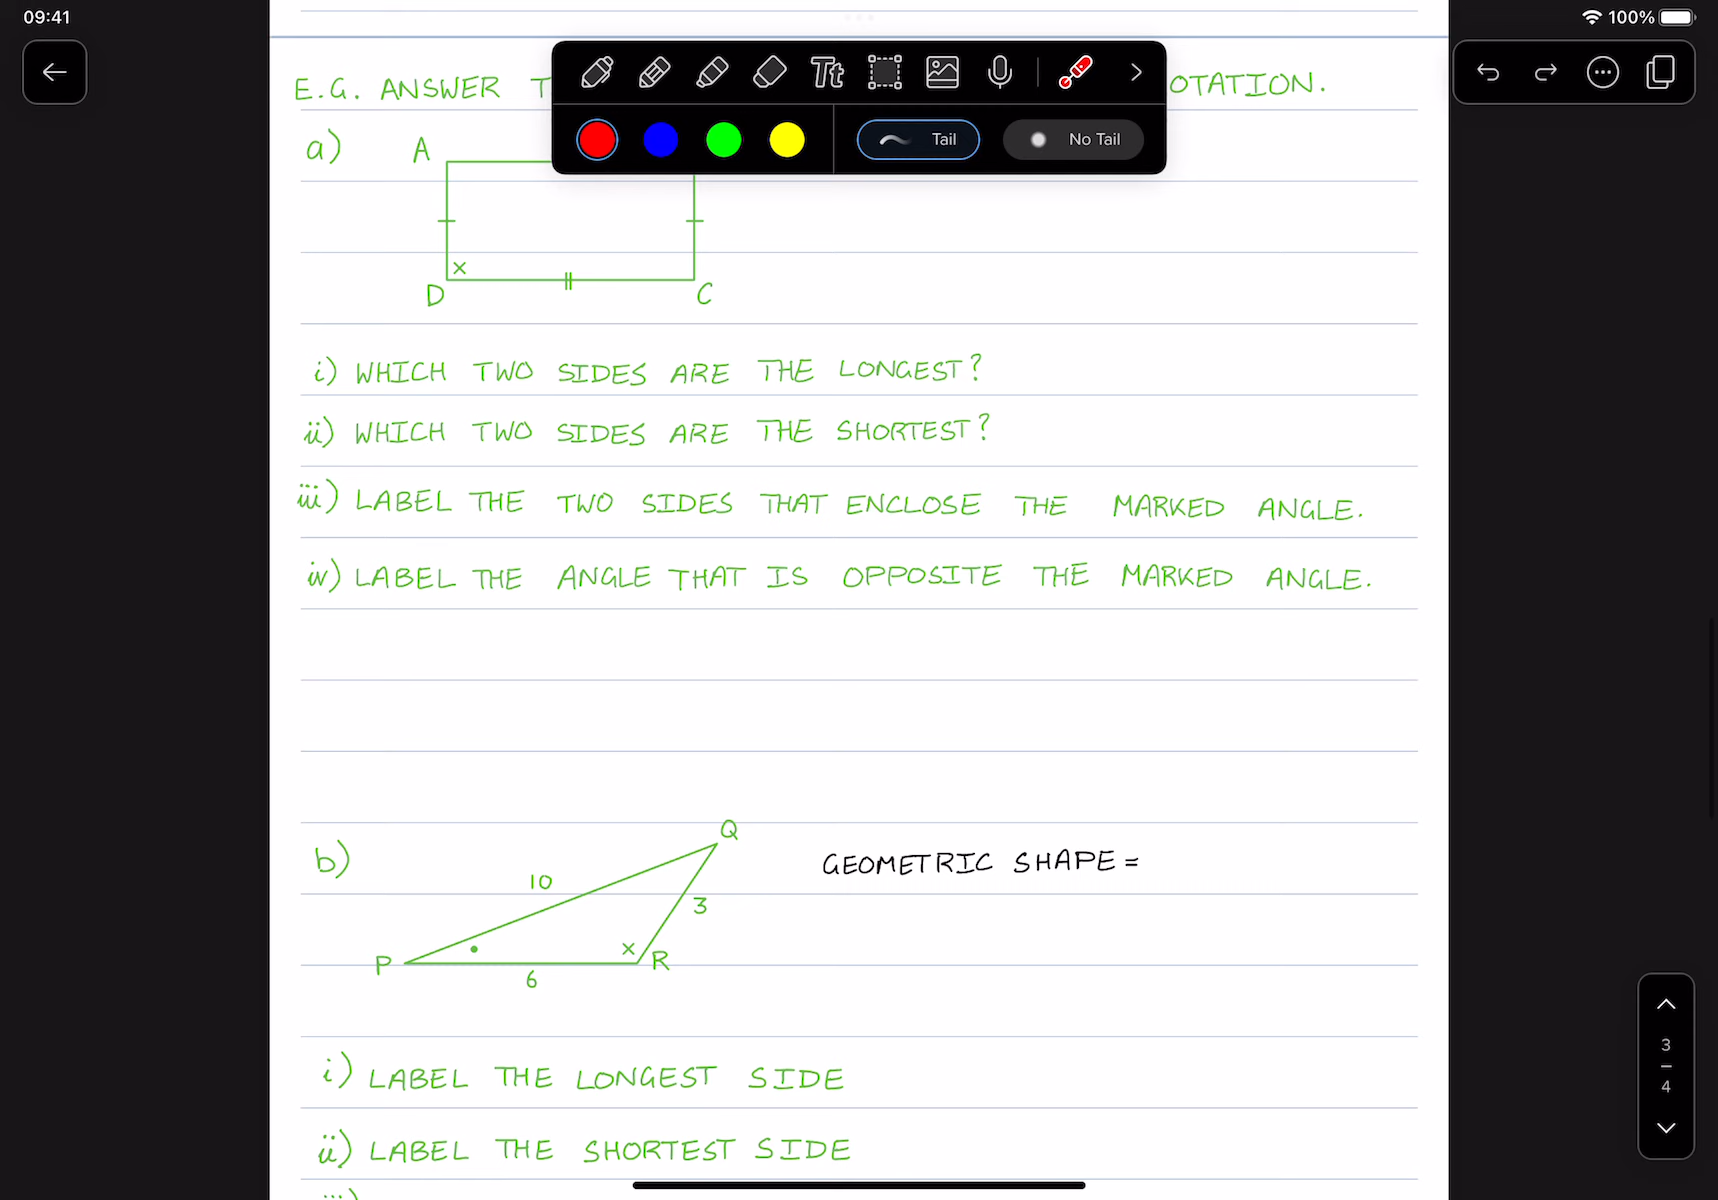 09:41
100%
Tt
Tail
No Tail
E.G. ANSWER T
OTATION.
a)
A
D
C
i) WHICH TWO SIDES ARE THE LONGEST?
ii) WHICH TWO SIDES ARE THE SHORTEST?
iii) LABEL THE TWO SIDES THAT ENCLOSE THE MARKED ANGLE.
iv) LABEL THE ANGLE THAT IS OPPOSITE THE MARKED ANGLE.
b)
Q
10
3
P
x
R
6
GEOMETRIC SHAPE =
i) LABEL THE LONGEST SIDE
ii) LABEL THE SHORTEST SIDE
3
4